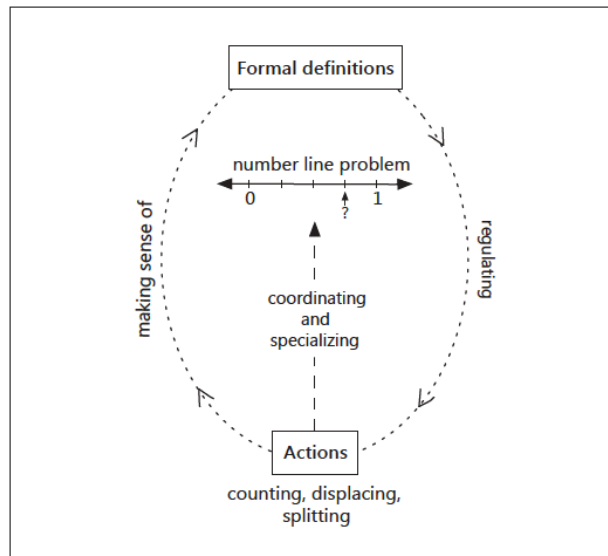 Formal definitions
number line problem
0 1
?
making sense of
regulating
coordinating
and
specializing
Actions
counting, displacing,
splitting